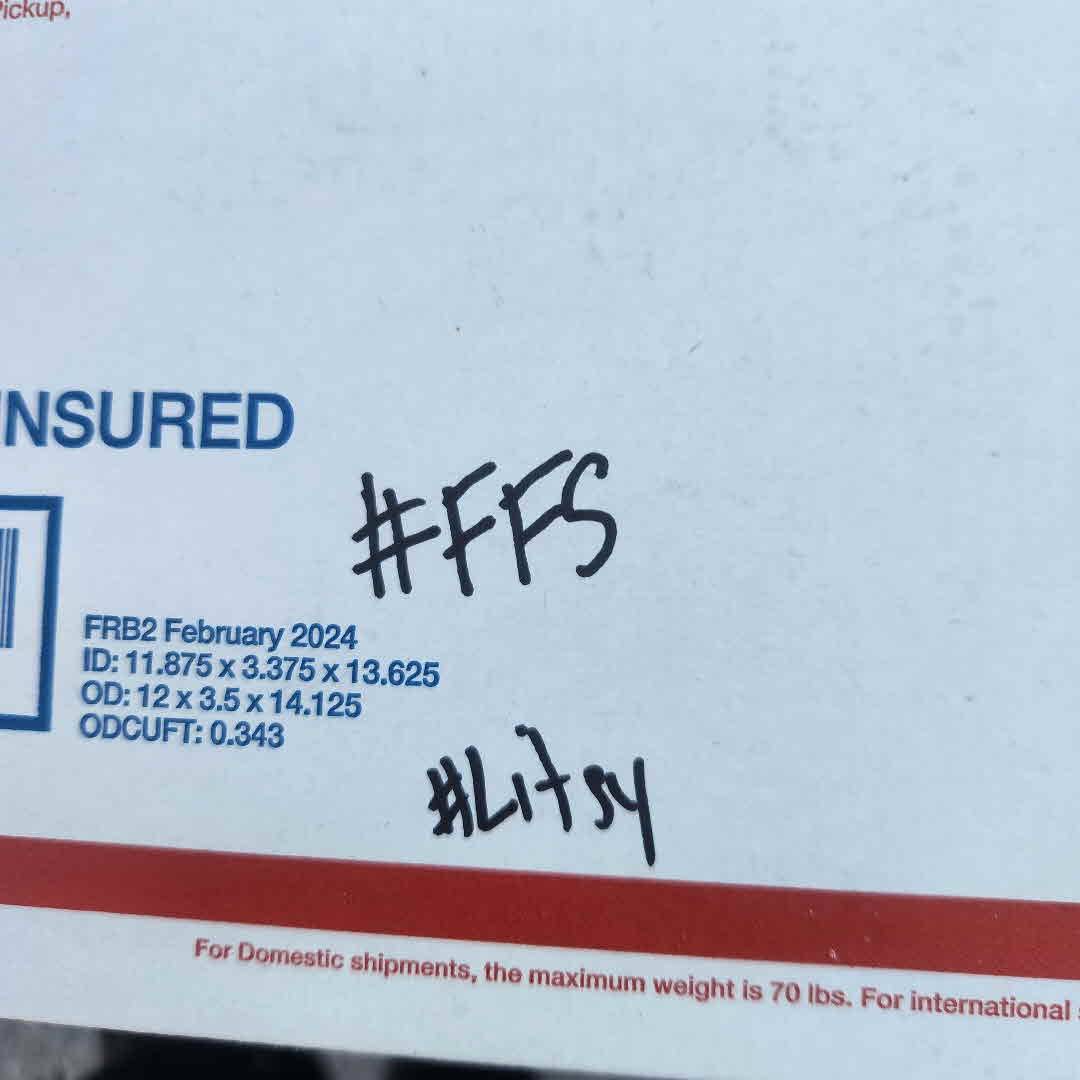 Pickup,
INSURED
#FFS
FRB2 February 2024
ID: 11.875 x 3.375 x 13.625
OD: 12 x 3.5 x 14.125
ODCUFT: 0.343
#Litsy
For Domestic shipments, the maximum weight is 70 lbs. For international